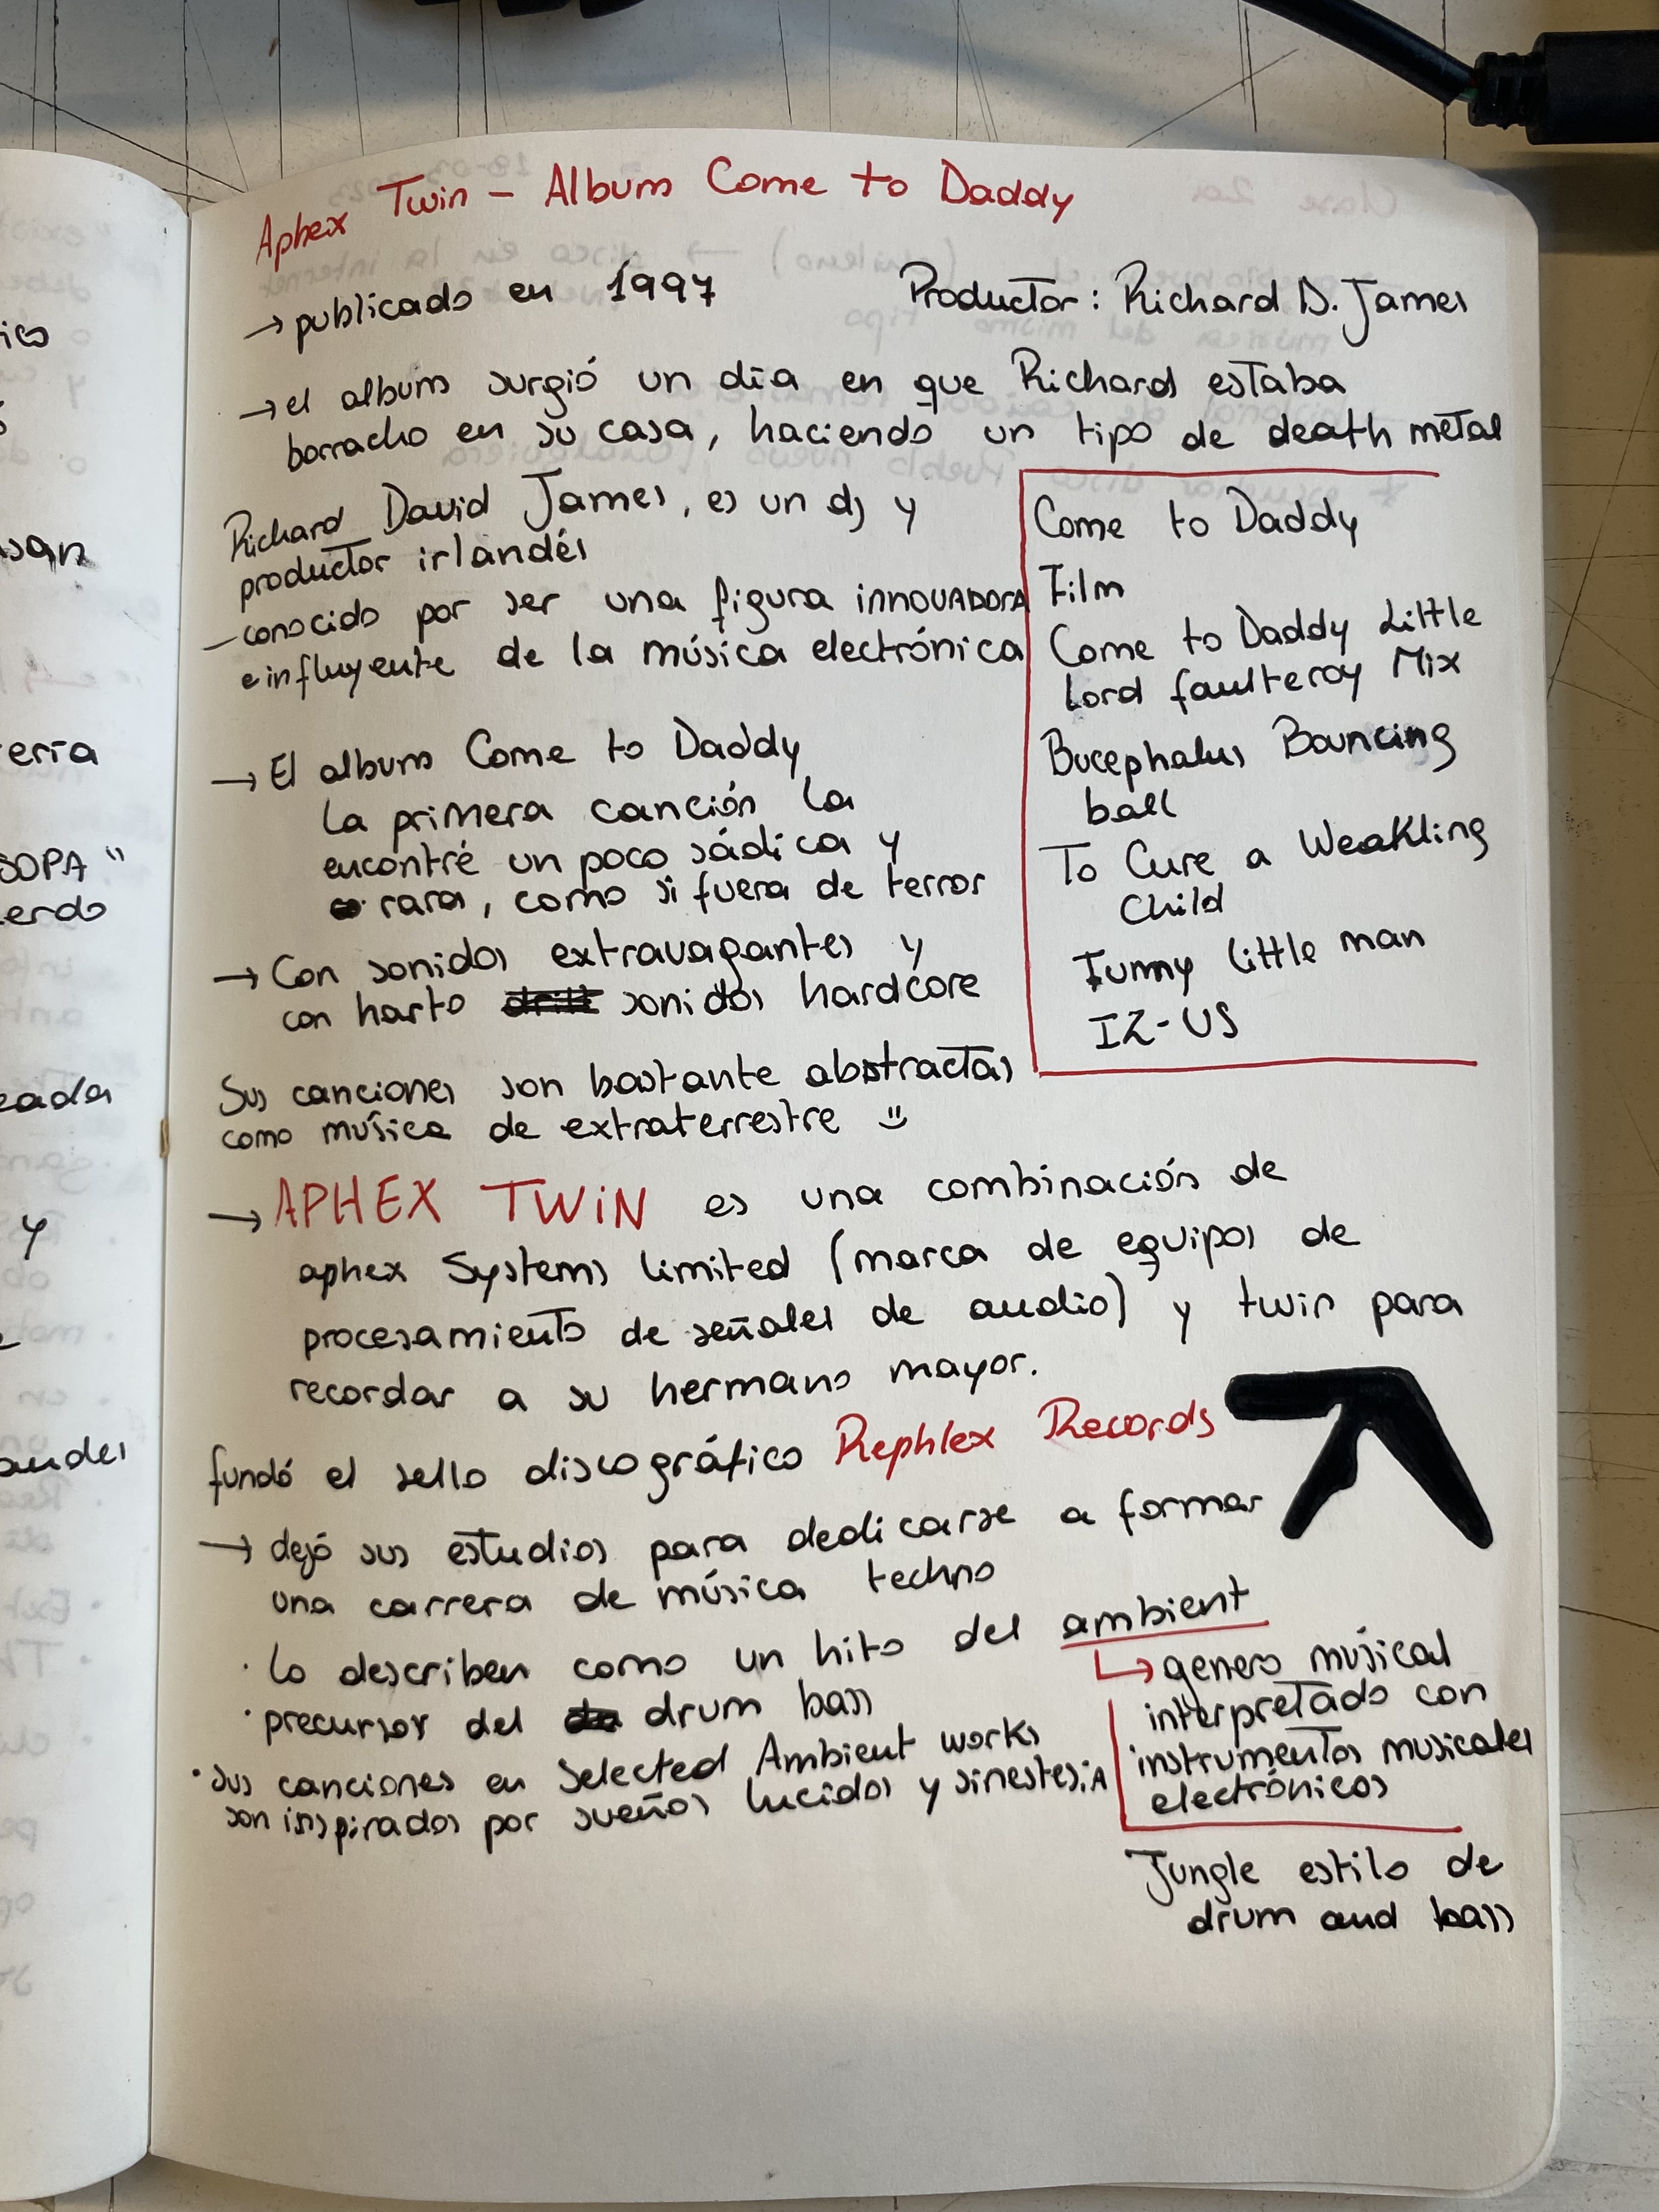 Aphex Twin - Album Come to Daddy
→ publicado en 1997
Productor: Richard D. James
→ el album surgió un día en que Richard estaba
borracho en su casa, haciendo un tipo de death metal
Richard David James, es un dj y
productor irlandés
- conocido por ser una figura innovadora
e influyente de la música electrónica
→ El album Come to Daddy
la primera canción la
encontré un poco sádica y
rara, como si fuera de terror
→ Con sonidos extravagantes y
con harto sonidos hardcore
Sus canciones son bastante abstractas
como música de extraterrestre
Come to Daddy
Film
Come to Daddy Little
Lord faulteroy Mix
Bucephalus Bouncing
ball
To Cure a Weakling
Child
Funny little man
IZ-US
→ APHEX TWiN es una combinación de
aphex Systems limited (marca de equipos de
procesamiento de señales de audio) y twin para
recordar a su hermano mayor.
fundó el sello discográfico Rephlex Records
→ dejó sus estudios para dedicarse a formar
una carrera de música techno
· lo describen como un hito del ambient
· precursor del drum bass
· sus canciones en Selected Ambient works
son inspirados por sueños lucidos y sinestesia
↳ genero músical
interpretado con
instrumentos musicales
electrónicos
Jungle estilo de
drum and bass
ico
usan
ería
SOPA"
erdo
eada
y